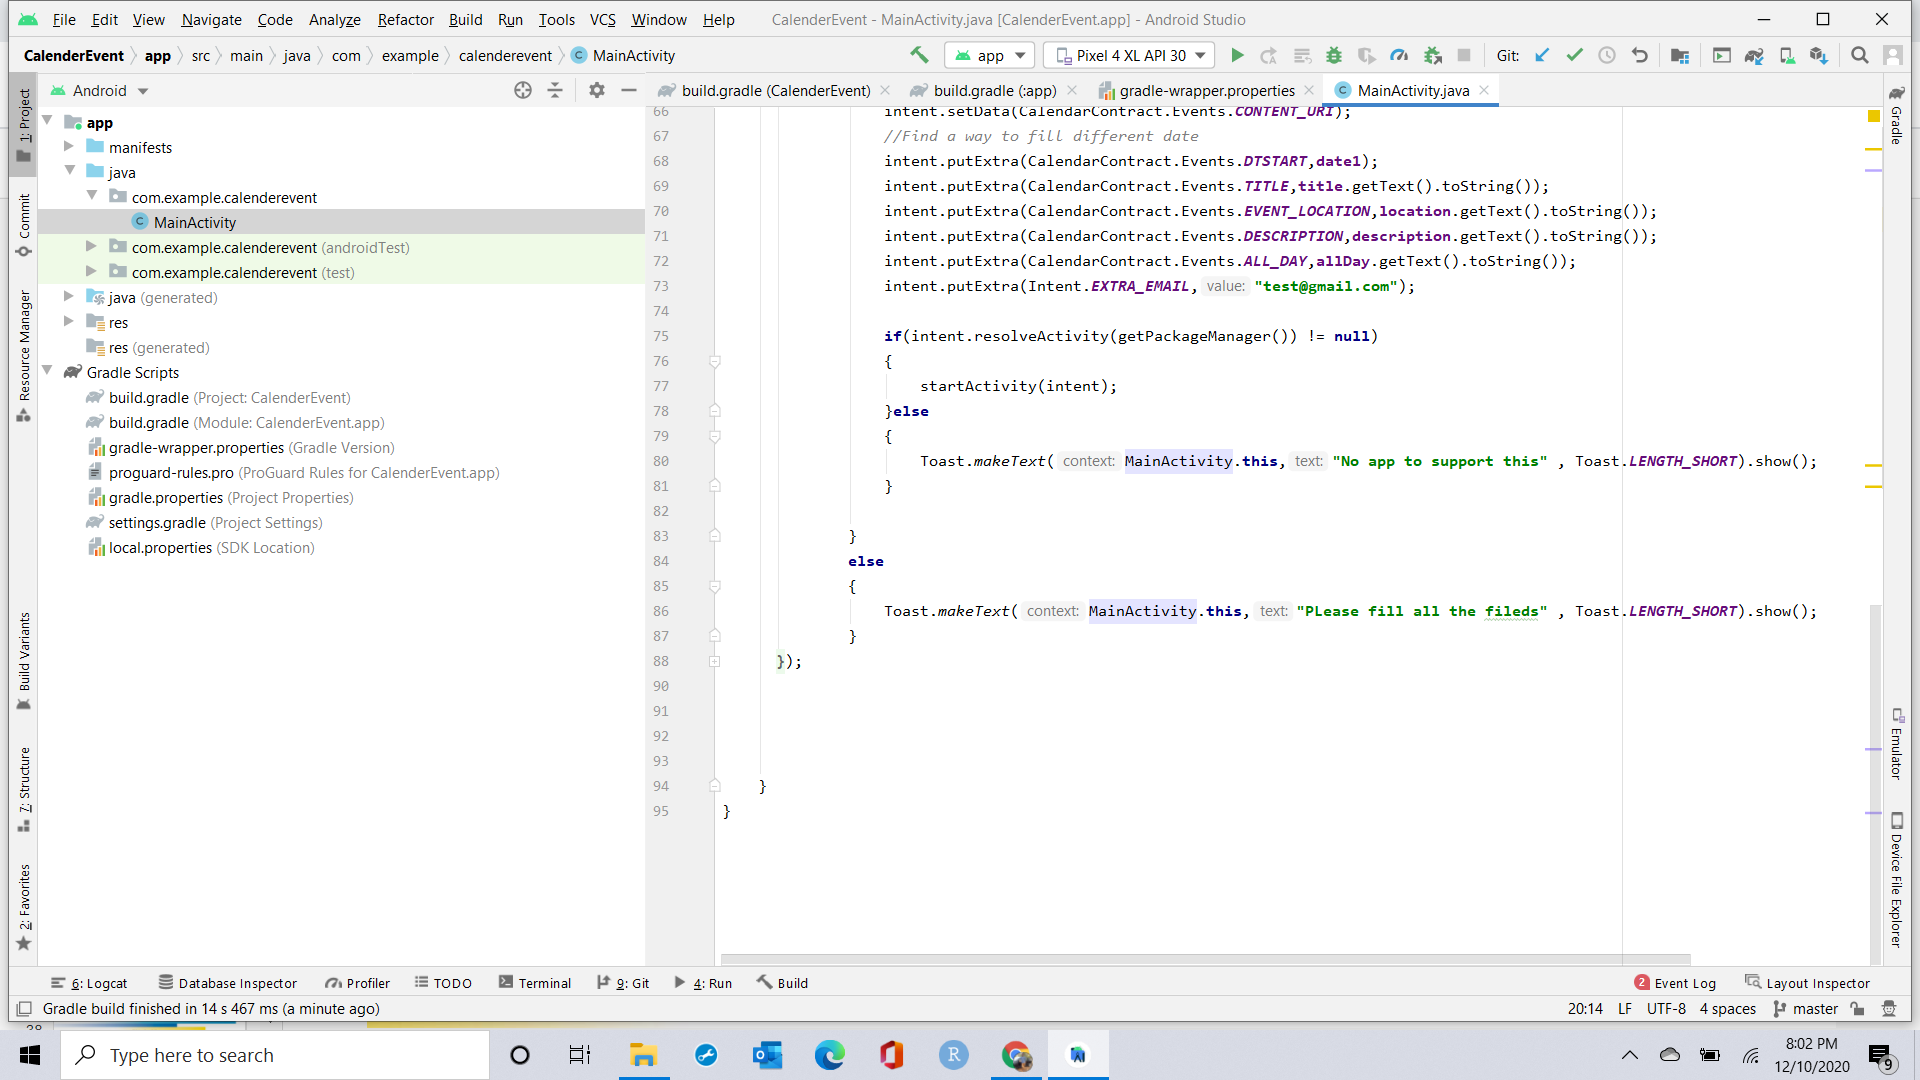 File Edit View Navigate Code Analyze Refactor Build Run Tools VCS Window Help CalenderEvent - MainActivity.java [CalenderEvent.app] - Android Studio
CalenderEvent app src main java com example calenderevent C MainActivity app Pixel 4 XL API 30 Git:
Android
build.gradle (CalenderEvent) build.gradle (:app) gradle-wrapper.properties C MainActivity.java
app
manifests
java
com.example.calenderevent
C MainActivity
com.example.calenderevent (androidTest)
com.example.calenderevent (test)
java (generated)
res
res (generated)
Gradle Scripts
build.gradle (Project: CalenderEvent)
build.gradle (Module: CalenderEvent.app)
gradle-wrapper.properties (Gradle Version)
proguard-rules.pro (ProGuard Rules for CalenderEvent.app)
gradle.properties (Project Properties)
settings.gradle (Project Settings)
local.properties (SDK Location)
1: Project
Commit
Resource Manager
Build Variants
7: Structure
2: Favorites
66 intent.setData(CalendarContract.Events.CONTENT_URI);
67 //Find a way to fill different date
68 intent.putExtra(CalendarContract.Events.DTSTART,date1);
69 intent.putExtra(CalendarContract.Events.TITLE,title.getText().toString());
70 intent.putExtra(CalendarContract.Events.EVENT_LOCATION,location.getText().toString());
71 intent.putExtra(CalendarContract.Events.DESCRIPTION,description.getText().toString());
72 intent.putExtra(CalendarContract.Events.ALL_DAY,allDay.getText().toString());
73 intent.putExtra(Intent.EXTRA_EMAIL, value: "test@gmail.com");
74
75 if(intent.resolveActivity(getPackageManager()) != null)
76 {
77 startActivity(intent);
78 }else
79 {
80 Toast.makeText( context: MainActivity.this, text: "No app to support this" , Toast.LENGTH_SHORT).show();
81 }
82
83 }
84 else
85 {
86 Toast.makeText( context: MainActivity.this, text: "PLease fill all the fileds" , Toast.LENGTH_SHORT).show();
87 }
88 });
90
91
92
93
94 }
95 }
Gradle
Emulator
Device File Explorer
6: Logcat Database Inspector Profiler TODO Terminal 9: Git 4: Run Build 2 Event Log Layout Inspector
Gradle build finished in 14 s 467 ms (a minute ago) 20:14 LF UTF-8 4 spaces master
Type here to search
R
8:02 PM
12/10/2020
9